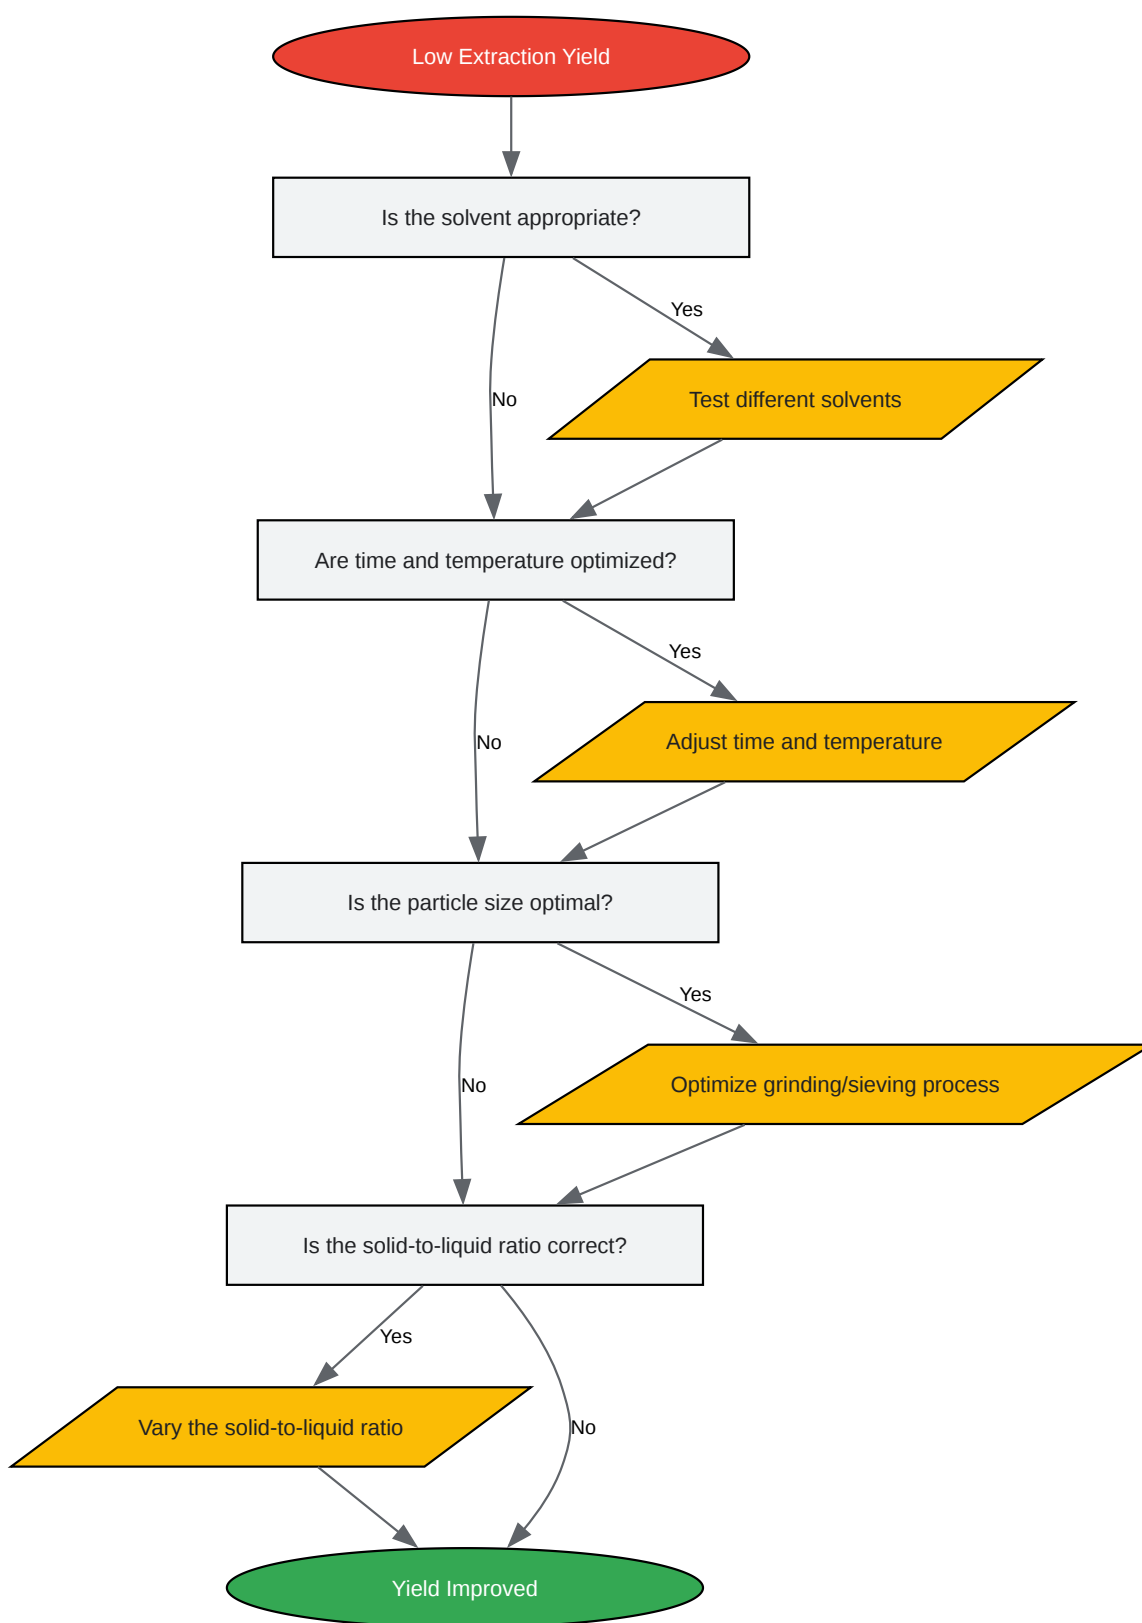 Low Extraction Yield
Is the solvent appropriate?
Yes
No
Test different solvents
Are time and temperature optimized?
Yes
No
Adjust time and temperature
Is the particle size optimal?
Yes
No
Optimize grinding/sieving process
Is the solid-to-liquid ratio correct?
Yes
Vary the solid-to-liquid ratio
No
Yield Improved